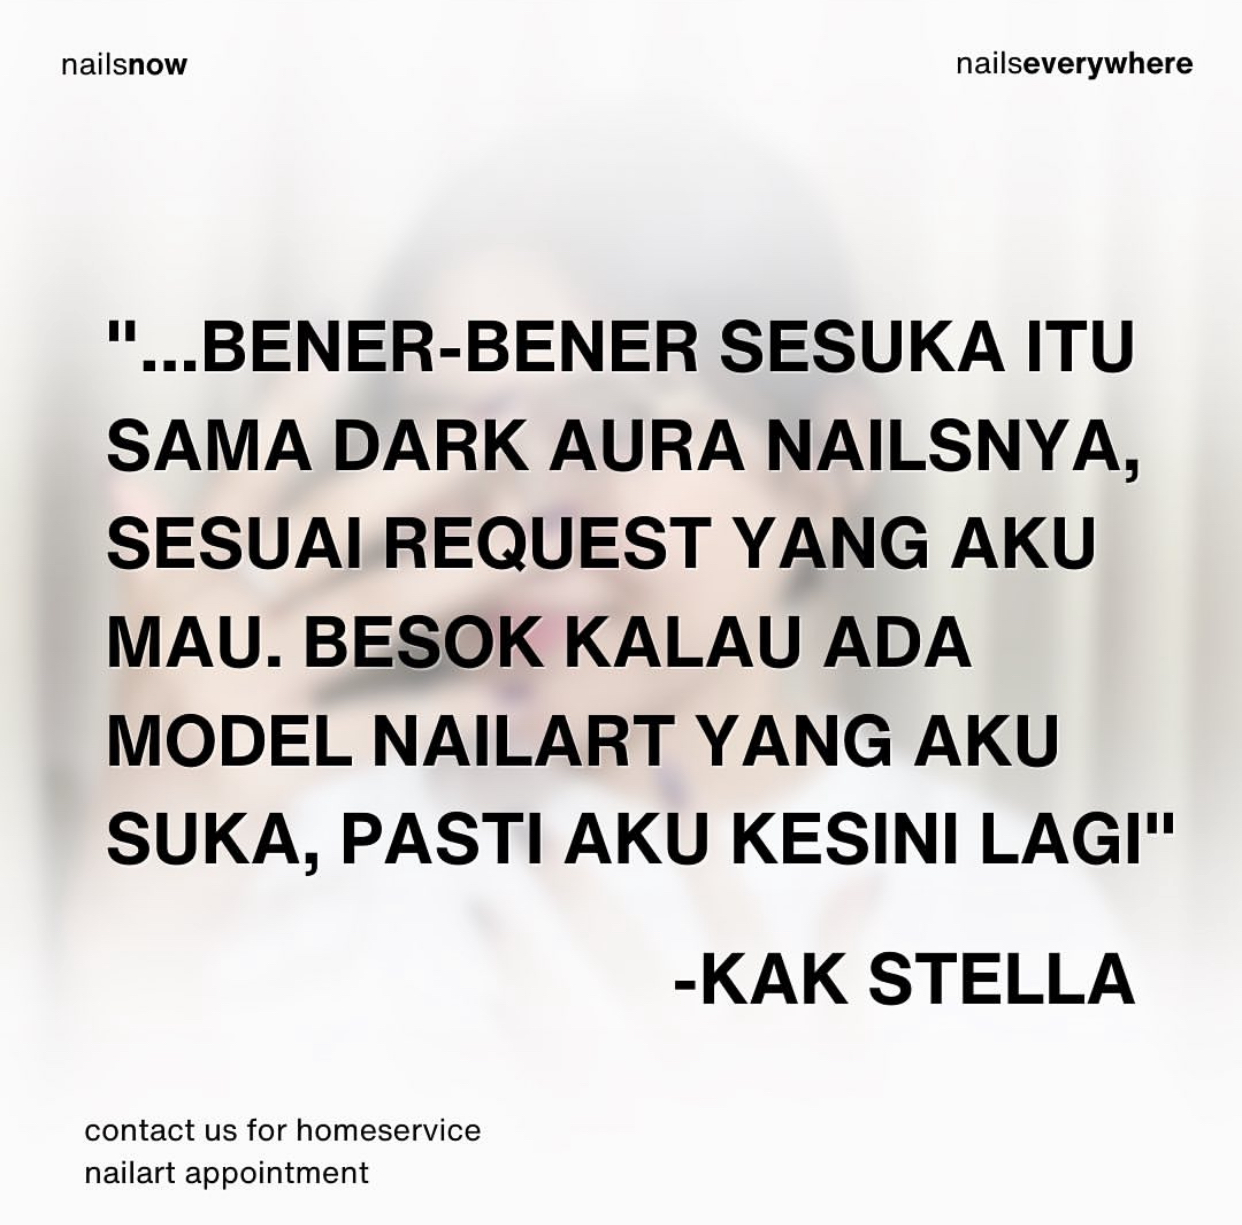 nailsnow
nailseverywhere
"...BENER-BENER SESUKA ITU
SAMA DARK AURA NAILSNYA,
SESUAI REQUEST YANG AKU
MAU. BESOK KALAU ADA
MODEL NAILART YANG AKU
SUKA, PASTI AKU KESINI LAGI"
-KAK STELLA
contact us for homeservice
nailart appointment